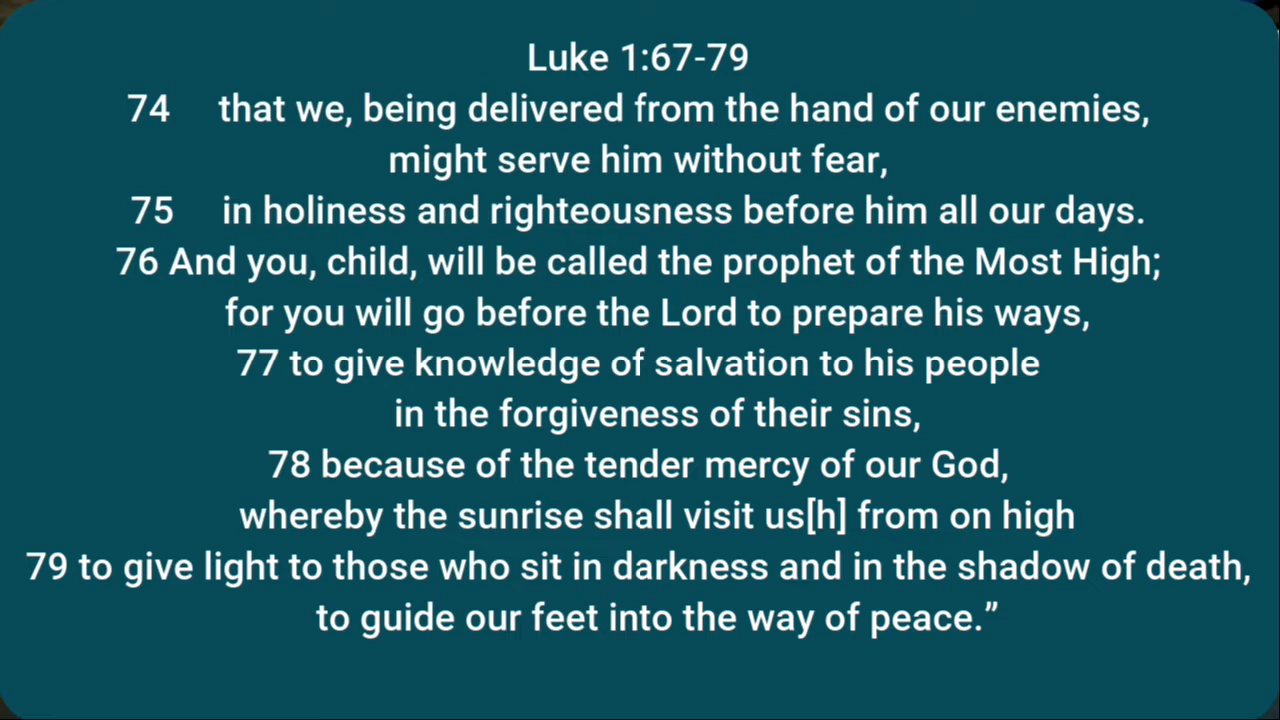 Luke 1:67-79
74 that we, being delivered from the hand of our enemies,
might serve him without fear,
75 in holiness and righteousness before him all our days.
76 And you, child, will be called the prophet of the Most High;
for you will go before the Lord to prepare his ways,
77 to give knowledge of salvation to his people
in the forgiveness of their sins,
78 because of the tender mercy of our God,
whereby the sunrise shall visit us[h] from on high
79 to give light to those who sit in darkness and in the shadow of death,
to guide our feet into the way of peace.”